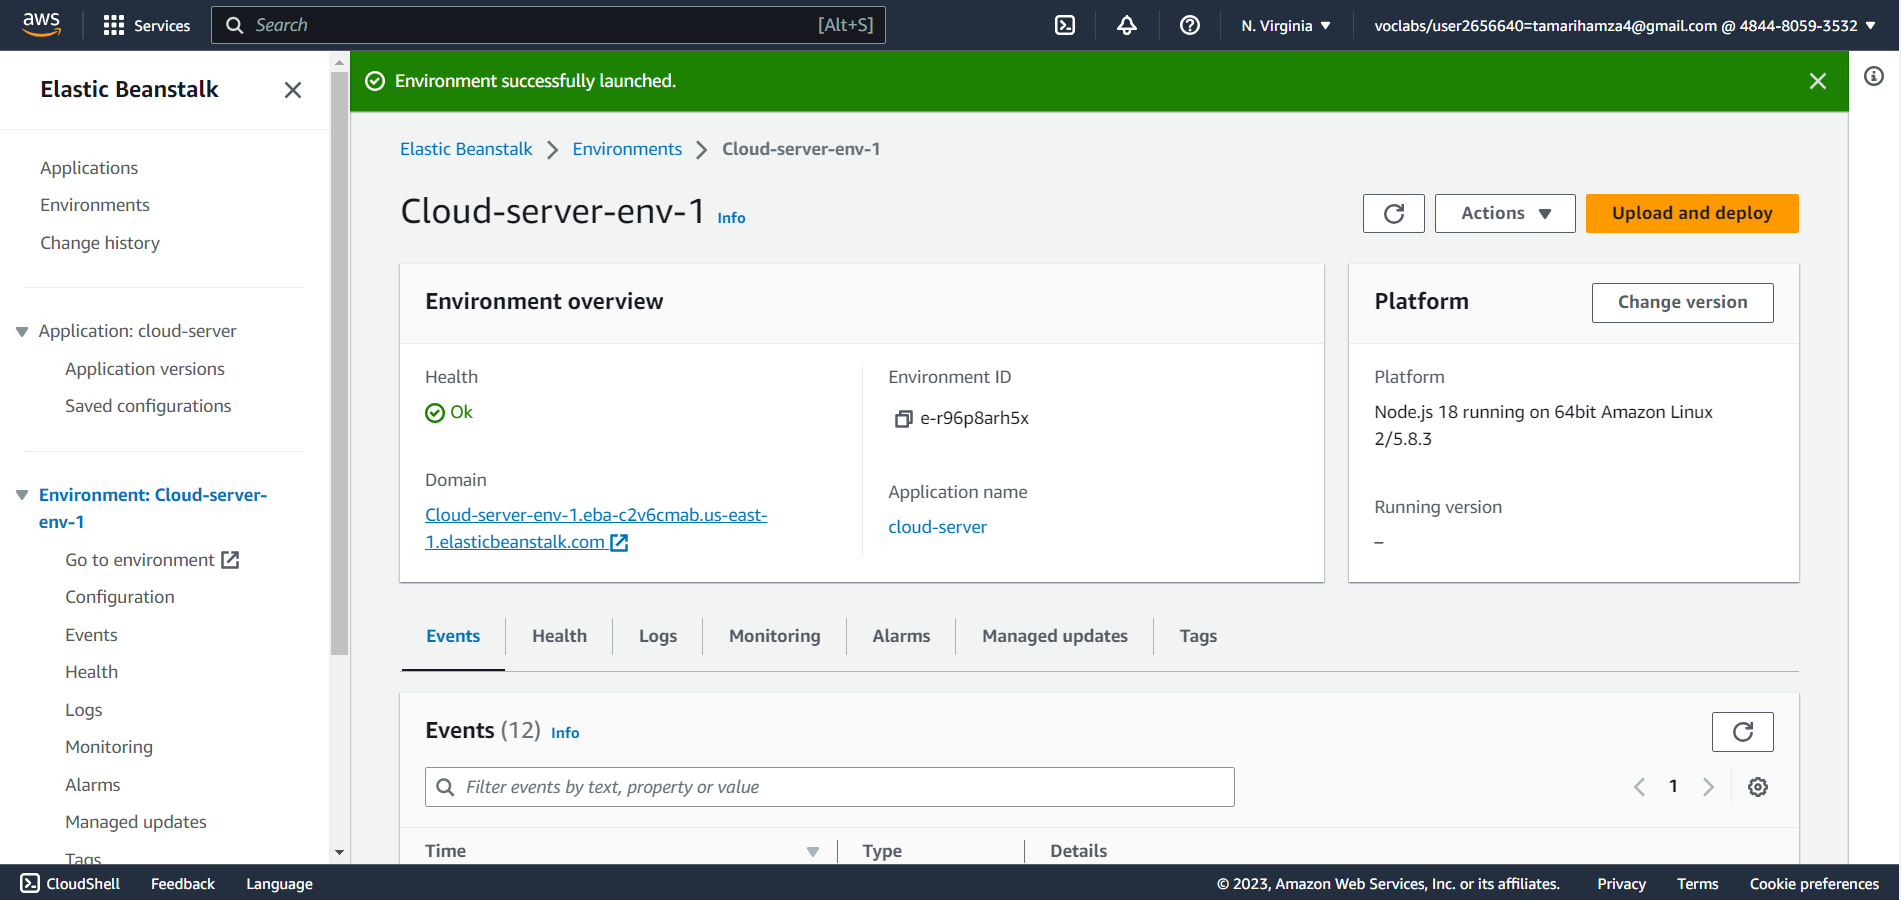 aws
Services
Search
[Alt+S]
N. Virginia
voclabs/user2656640=tamarihamza4@gmail.com @ 4844-8059-3532
Elastic Beanstalk
Applications
Environments
Change history
Application: cloud-server
Application versions
Saved configurations
Environment: Cloud-server-
env-1
Go to environment
Configuration
Events
Health
Logs
Monitoring
Alarms
Managed updates
Tags
Environment successfully launched.
Elastic Beanstalk
Environments
Cloud-server-env-1
Cloud-server-env-1 Info
Actions
Upload and deploy
Environment overview
Health
Ok
Domain
Cloud-server-env-1.eba-c2v6cmab.us-east-
1.elasticbeanstalk.com
Environment ID
e-r96p8arh5x
Application name
cloud-server
Platform
Change version
Platform
Node.js 18 running on 64bit Amazon Linux
2/5.8.3
Running version
–
Events
Health
Logs
Monitoring
Alarms
Managed updates
Tags
Events (12) Info
Filter events by text, property or value
1
Time
Type
Details
CloudShell
Feedback
Language
© 2023, Amazon Web Services, Inc. or its affiliates.
Privacy
Terms
Cookie preferences